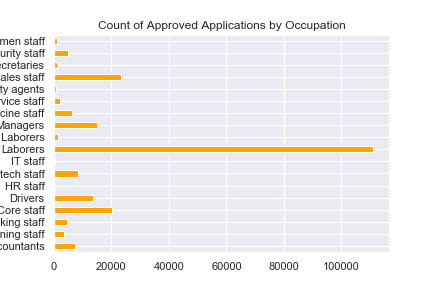 Count of Approved Applications by Occupation
men staff
urity staff
ecretaries
ales staff
ty agents
rvice staff
cine staff
Managers
Laborers
Laborers
IT staff
tech staff
HR staff
Drivers
Core staff
king staff
ning staff
countants
0 20000 40000 60000 80000 100000